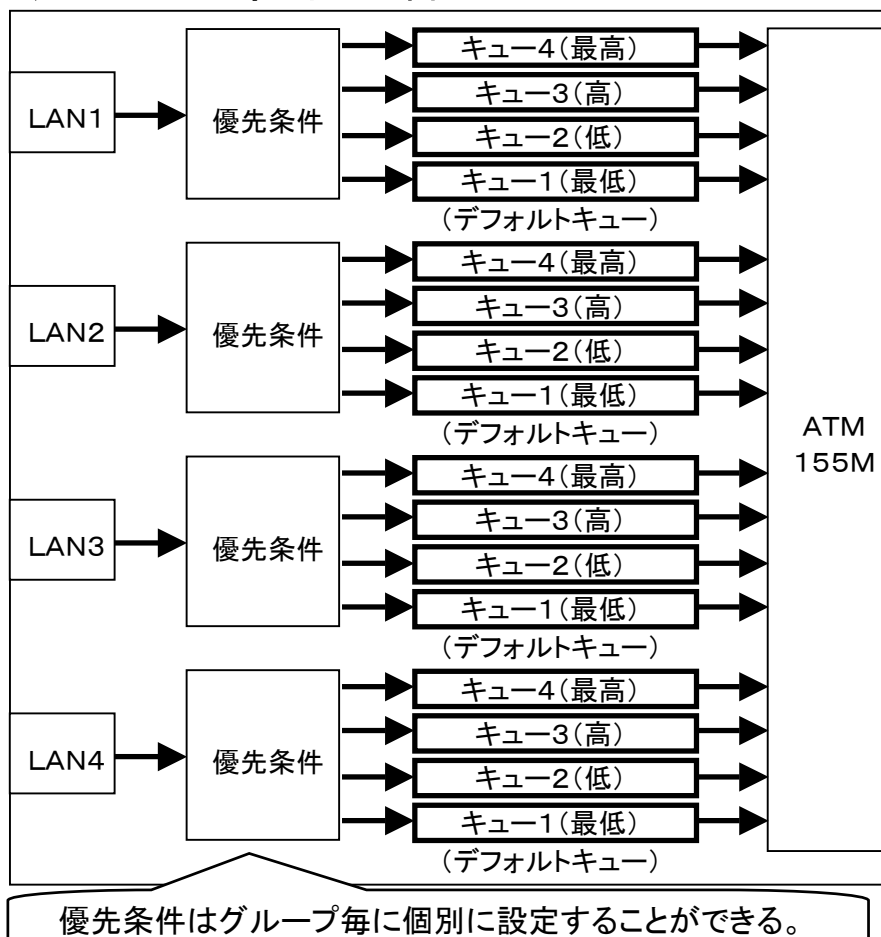 LAN1
優先条件
キュー4(最高)
キュー3(高)
キュー2(低)
キュー1(最低)
(デフォルトキュー)
LAN2
優先条件
キュー4(最高)
キュー3(高)
キュー2(低)
キュー1(最低)
(デフォルトキュー)
ATM
155M
LAN3
優先条件
キュー4(最高)
キュー3(高)
キュー2(低)
キュー1(最低)
(デフォルトキュー)
LAN4
優先条件
キュー4(最高)
キュー3(高)
キュー2(低)
キュー1(最低)
(デフォルトキュー)
優先条件はグループ毎に個別に設定することができる。